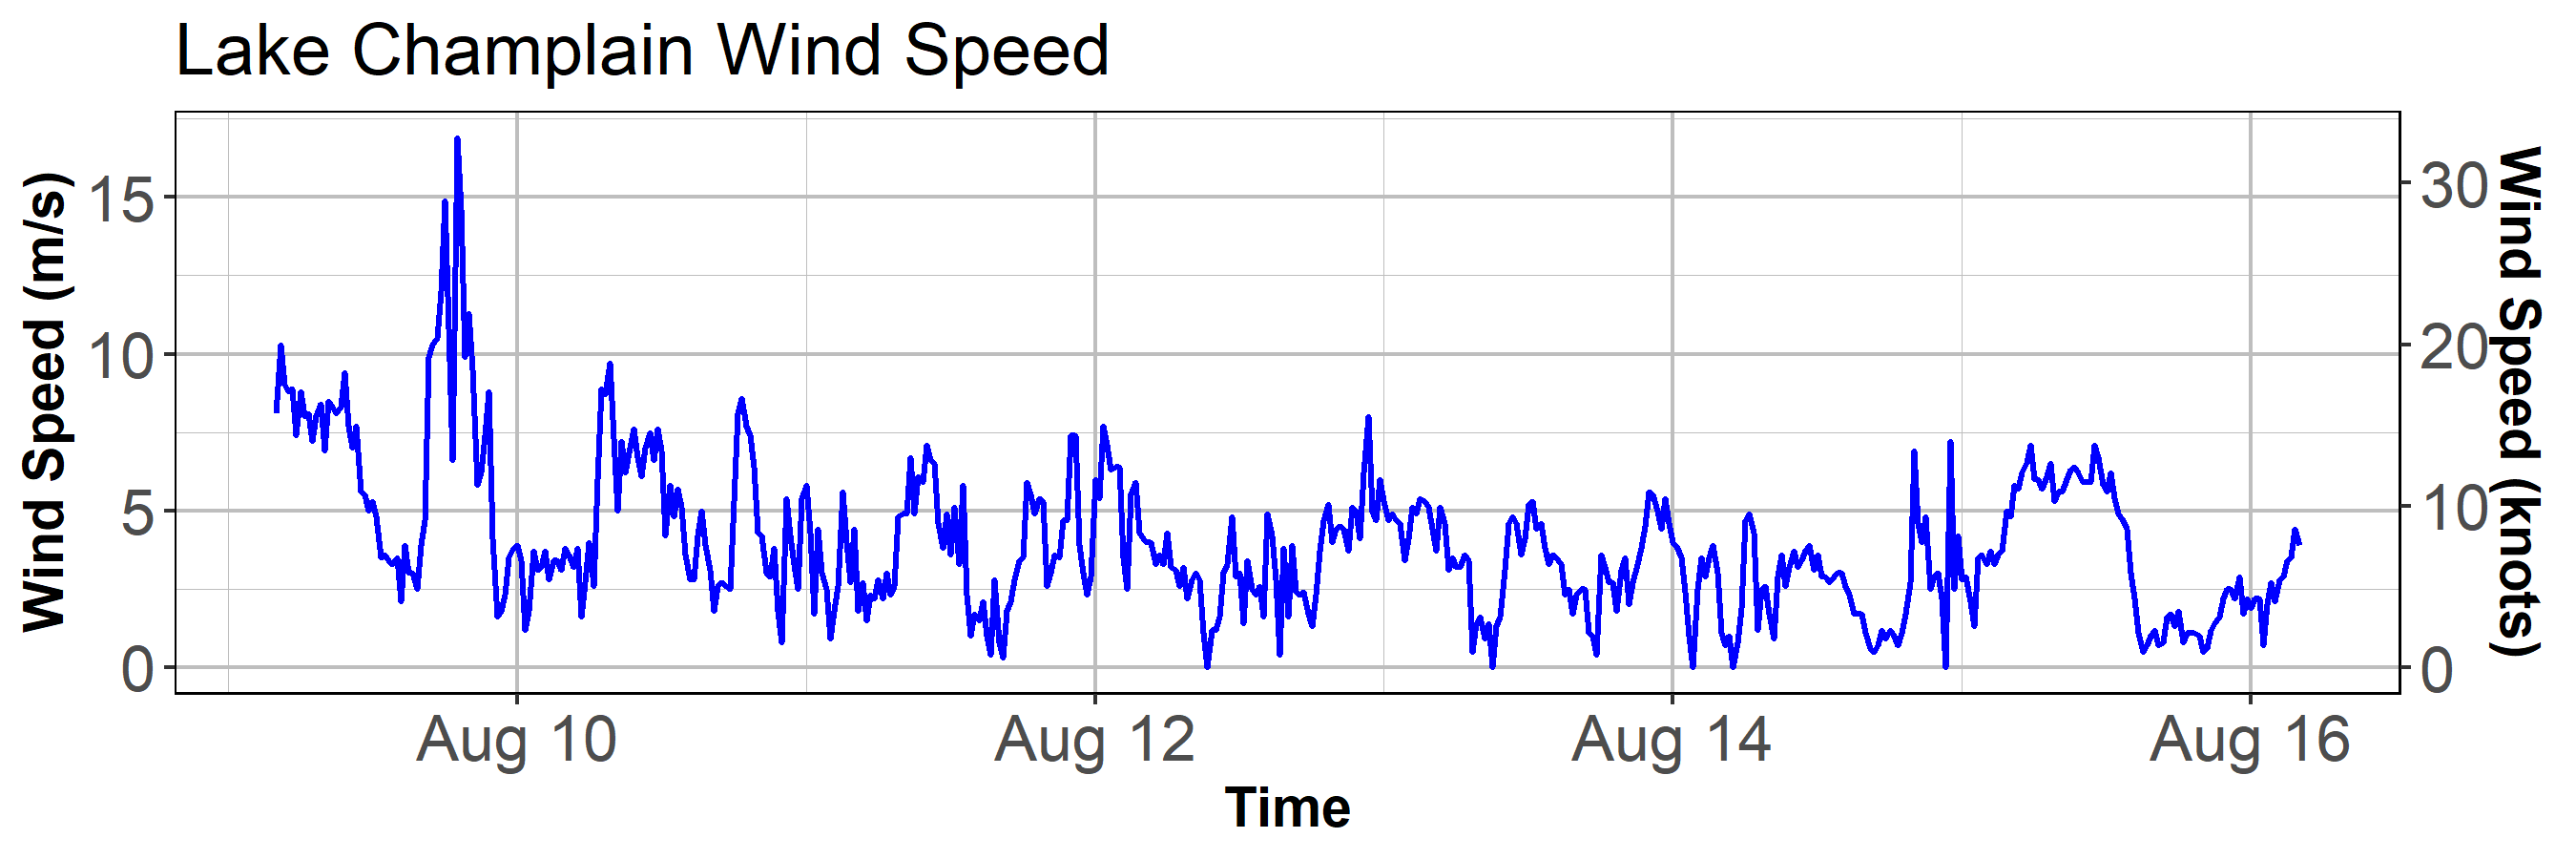 Lake Champlain Wind Speed
Wind Speed (m/s)
15
10
5
0
30
20
10
0
Wind Speed (knots)
Aug 10
Aug 12
Aug 14
Aug 16
Time